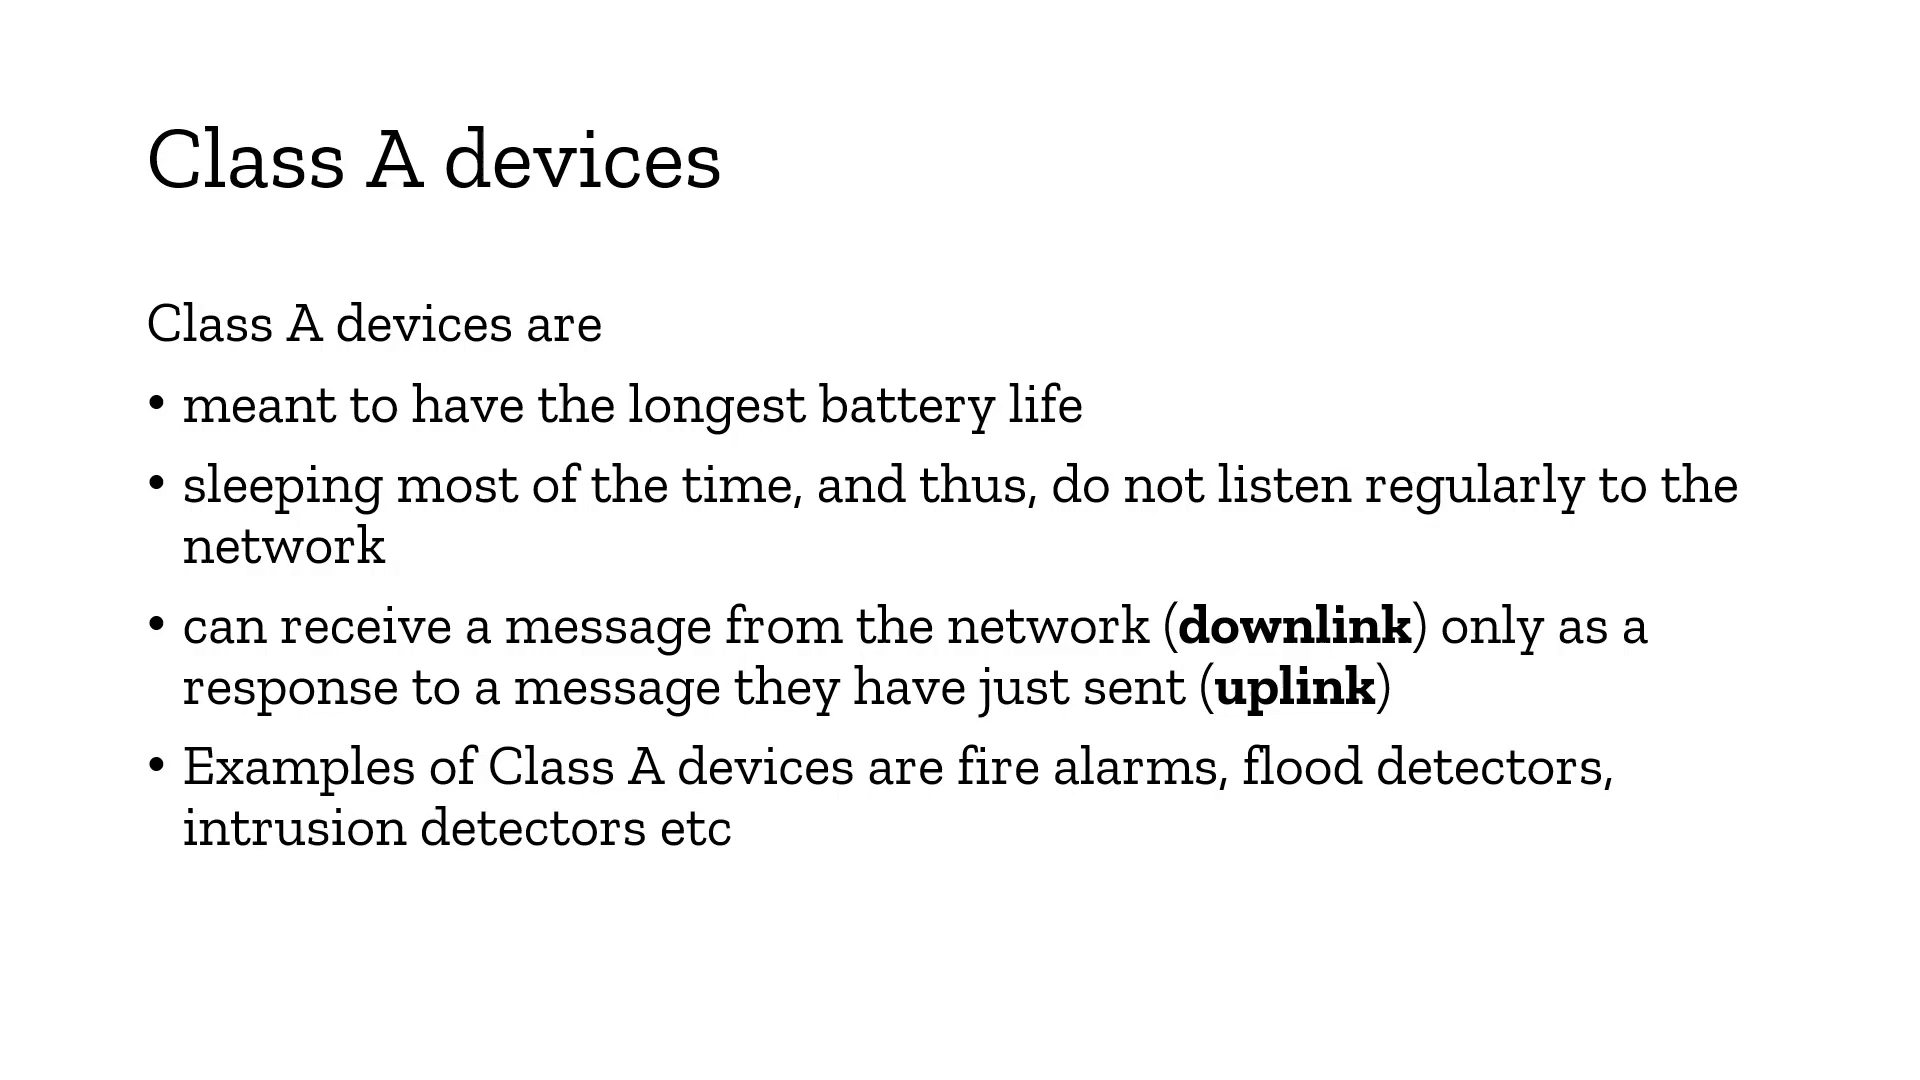 Class A devices
Class A devices are
• meant to have the longest battery life
• sleeping most of the time, and thus, do not listen regularly to the
network
• can receive a message from the network (downlink) only as a
response to a message they have just sent (uplink)
• Examples of Class A devices are fire alarms, flood detectors,
intrusion detectors etc